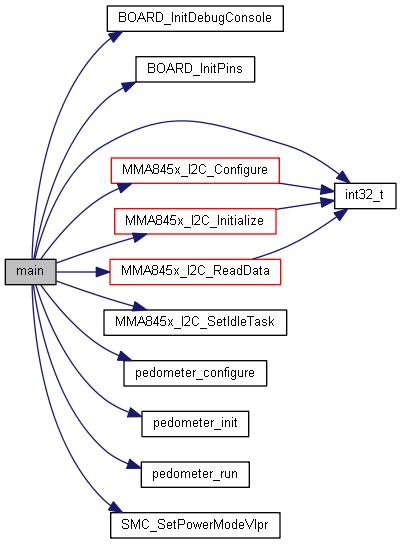 BOARD_InitDebugConsole
BOARD_InitPins
MMA845x_I2C_Configure
int32_t
MMA845x_I2C_Initialize
main
MMA845x_I2C_ReadData
MMA845x_I2C_SetIdleTask
pedometer_configure
pedometer_init
pedometer_run
SMC_SetPowerModeVlpr